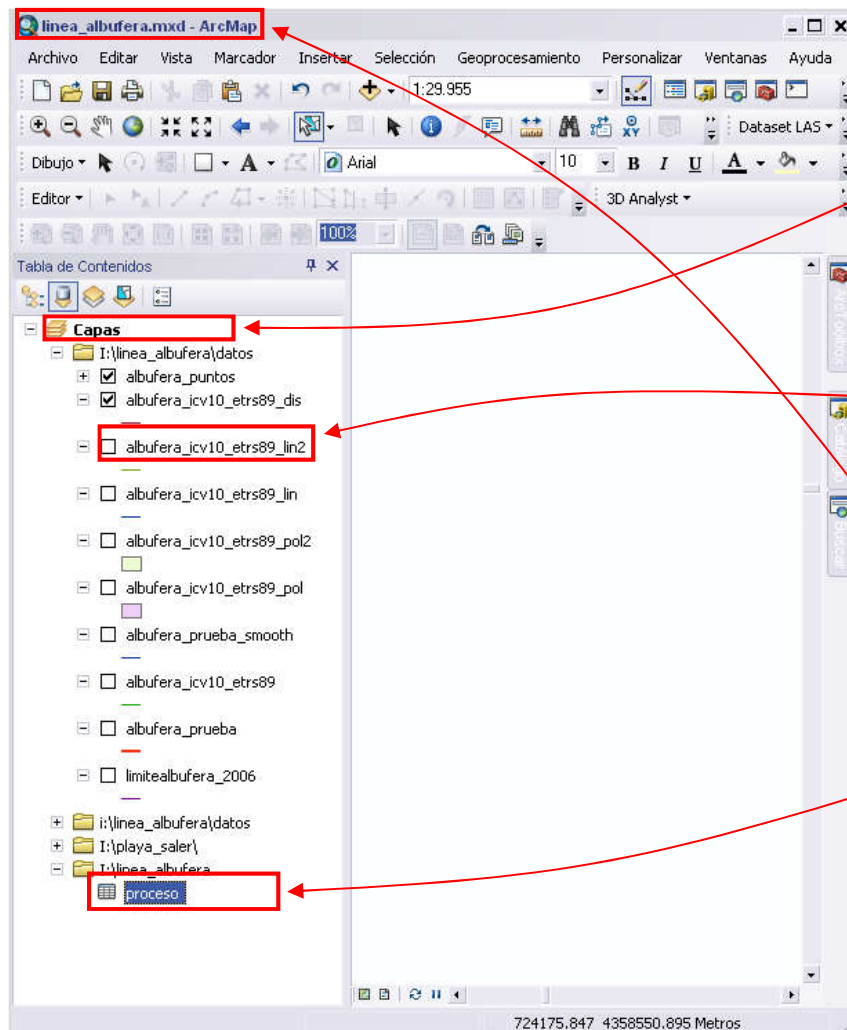 linea_albufera.mxd - ArcMap
Archivo Editar Vista Marcador Insertar Selección Geoprocesamiento Personalizar Ventanas Ayuda
1:29.955
Dataset LAS
Dibujo A Arial 10 B I U A
Editor 3D Analyst
100%
Tabla de Contenidos
Capas
I:\linea_albufera\datos
albufera_puntos
albufera_icv10_etrs89_dis
albufera_icv10_etrs89_lin2
albufera_icv10_etrs89_lin
albufera_icv10_etrs89_pol2
albufera_icv10_etrs89_pol
albufera_prueba_smooth
albufera_icv10_etrs89
albufera_prueba
limitealbufera_2006
i:\linea_albufera\datos
I:\playa_saler\
I:\linea_albufera
proceso
Buscar
724175.847 4358550.895 Metros